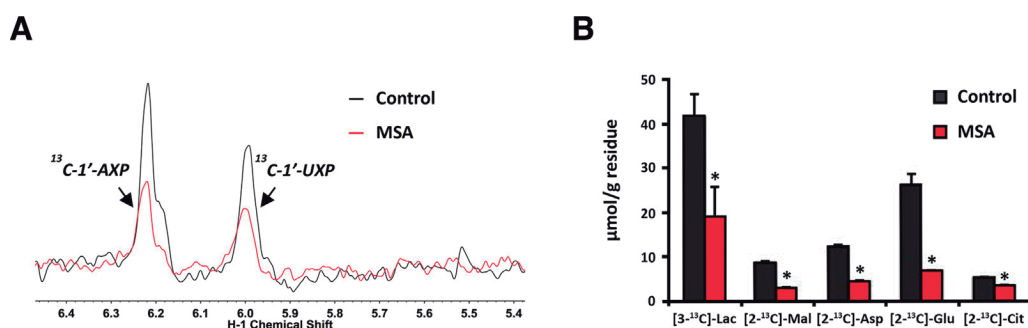 A
Control
MSA
¹³C-1'-AXP
¹³C-1'-UXP
6.4 6.3 6.2 6.1 6.0 5.9 5.8 5.7 5.6 5.5 5.4
H-1 Chemical Shift
B
50
40
30
20
10
0
µmol/g residue
Control
MSA
*
*
*
*
*
[3-¹³C]-Lac [2-¹³C]-Mal [2-¹³C]-Asp [2-¹³C]-Glu [2-¹³C]-Cit